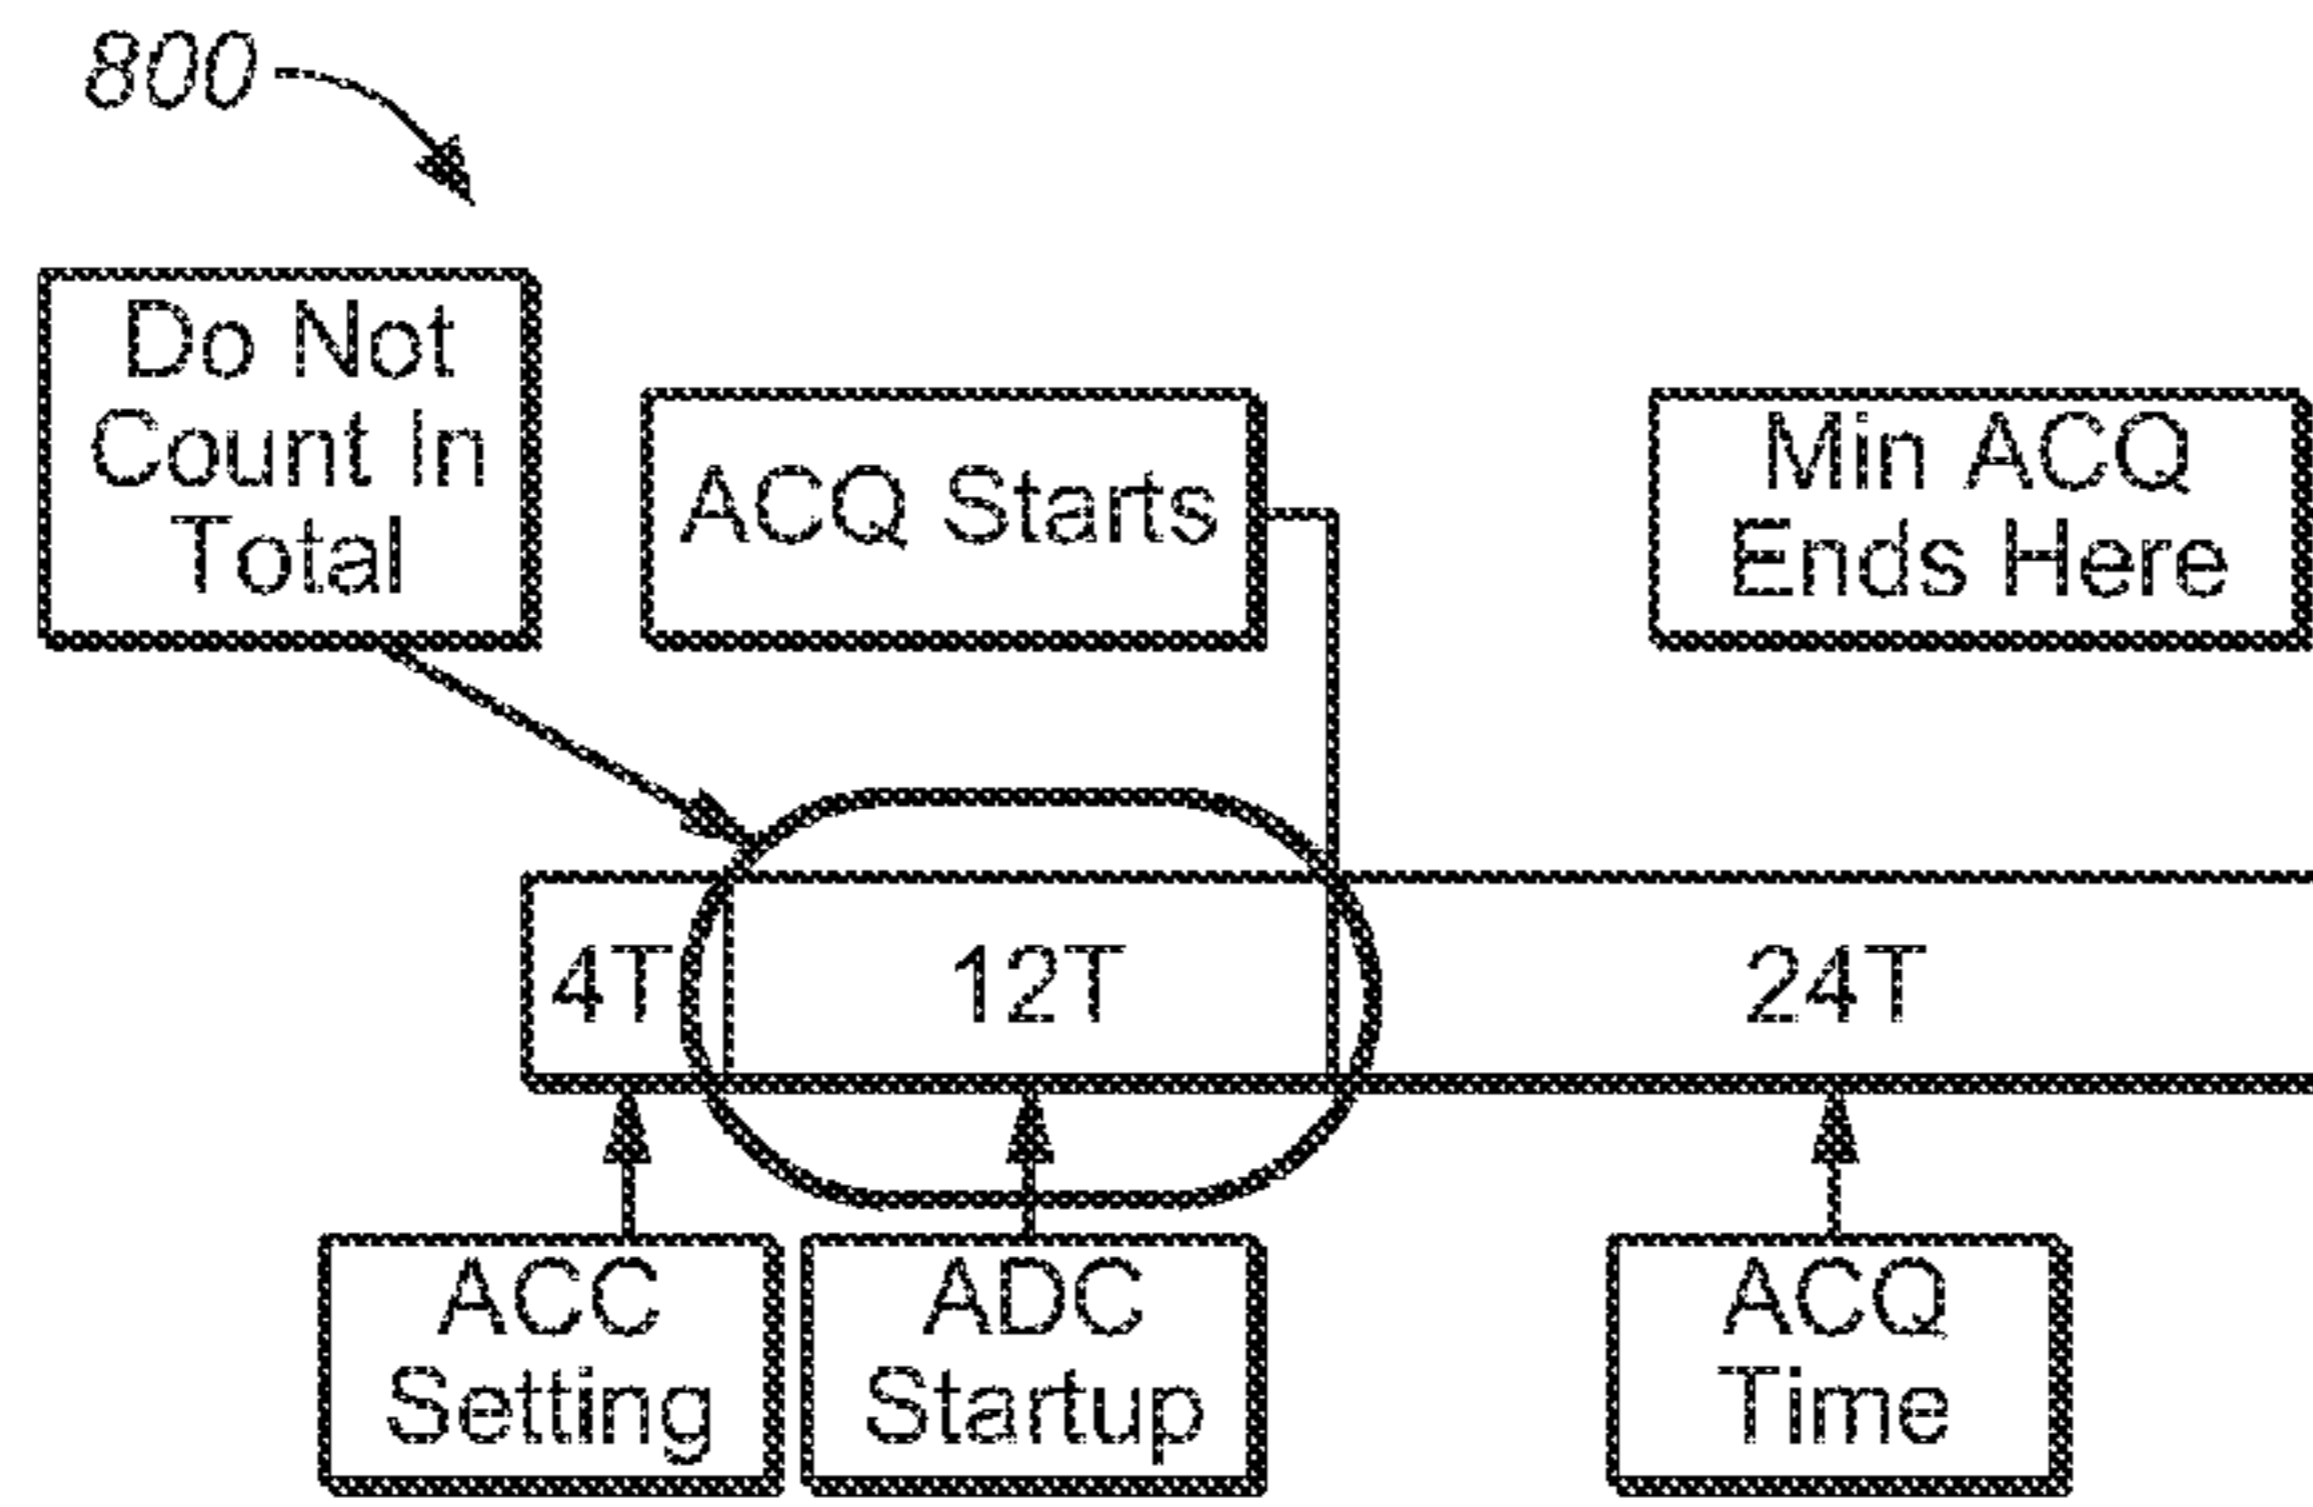 800
Do Not
Count In
Total
ACQ Starts
Min ACQ
Ends Here
4T
12T
24T
ACC
Setting
ADC
Startup
ACQ
Time